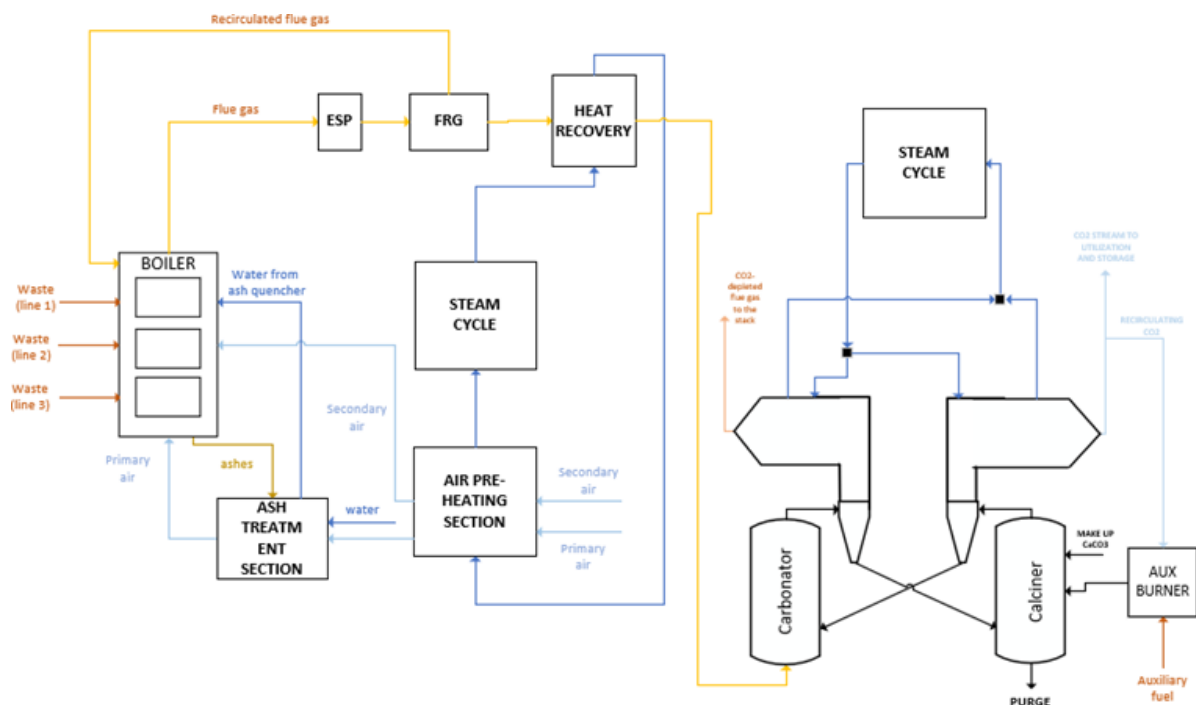 Recirculated flue gas
Flue gas
ESP
FRG
HEAT
RECOVERY
STEAM
CYCLE
BOILER
Water from
ash quencher
Waste
(line 1)
Waste
(line 2)
Waste
(line 3)
STEAM
CYCLE
CO2-
depleted
flue gas
to the
stack
CO2 STREAM TO
UTILIZATION
AND STORAGE
RECIRCULATING
CO2
Secondary
air
Primary
air
ashes
ASH
TREATM
ENT
SECTION
water
AIR PRE-
HEATING
SECTION
Secondary
air
Primary
air
Carbonator
Calciner
MAKE UP
CaCO3
AUX
BURNER
PURGE
Auxiliary
fuel